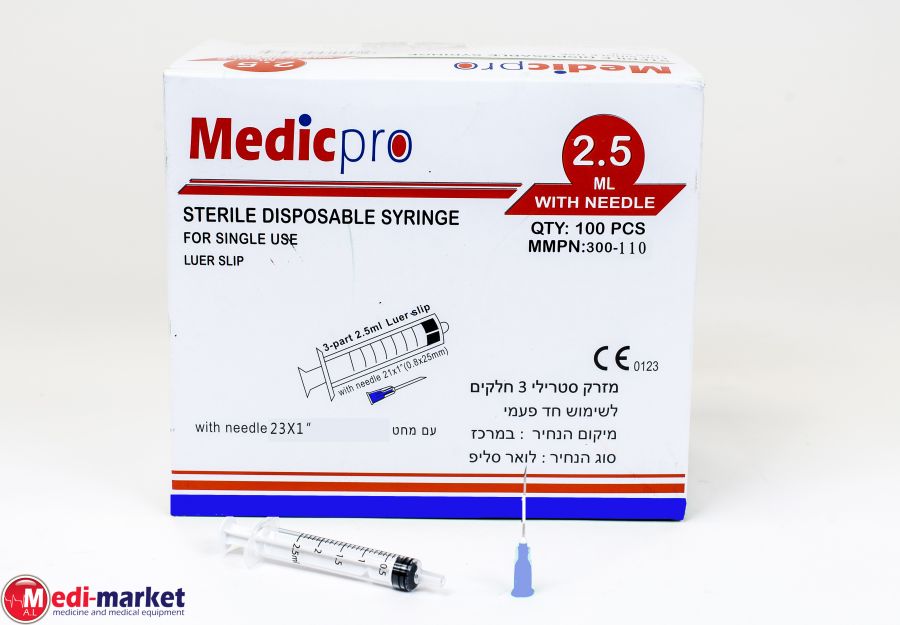 2.5
Medicpro
Medicpro
2.5
ML
WITH NEEDLE
STERILE DISPOSABLE SYRINGE
FOR SINGLE USE
LUER SLIP
QTY: 100 PCS
MMPN:300-110
3-part 2.5ml Luer slip
with needle 21x1"(0.8x25mm)
CE 0123
מזרק סטרילי 3 חלקים
לשימוש חד פעמי
מיקום הנחיר : במרכז
סוג הנחיר : לואר סליפ
with needle 23X1" עם מחט
2.5ml 2 1.5 1 0.5
Medi-market
A.L
medicine and medical equipment